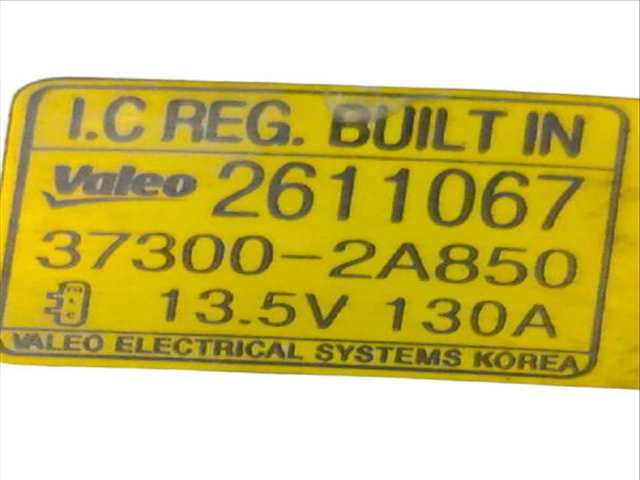 I.C REG. BUILT IN
Valeo 2611067
37300-2A850
13.5V 130A
VALEO ELECTRICAL SYSTEMS KOREA